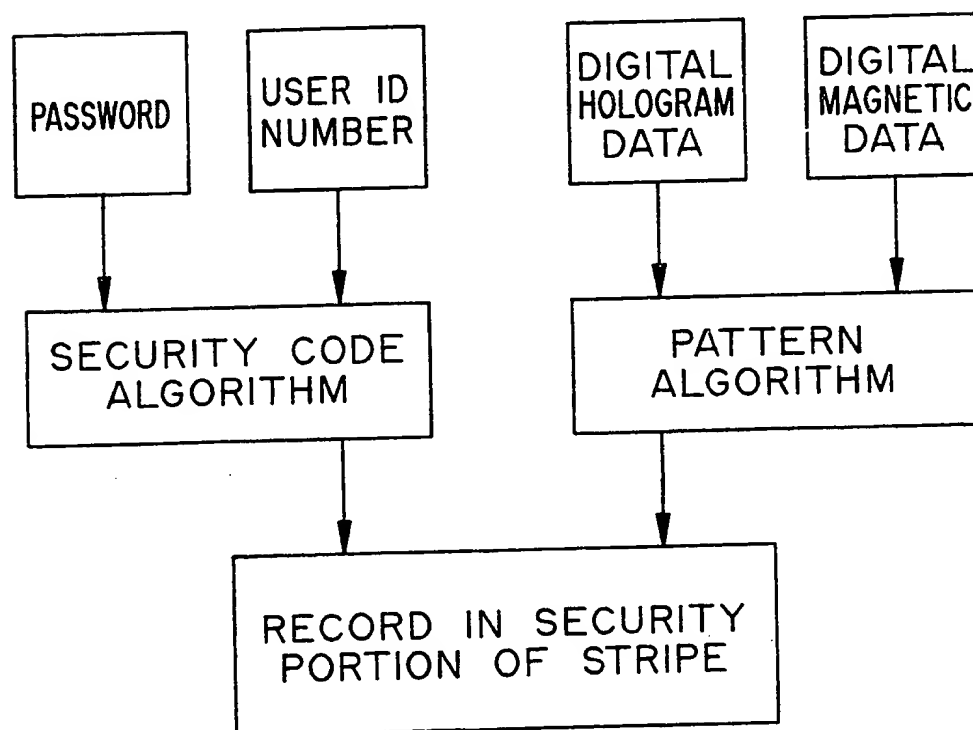 PASSWORD
USER ID
NUMBER
DIGITAL
HOLOGRAM
DATA
DIGITAL
MAGNETIC
DATA
SECURITY CODE
ALGORITHM
PATTERN
ALGORITHM
RECORD IN SECURITY
PORTION OF STRIPE